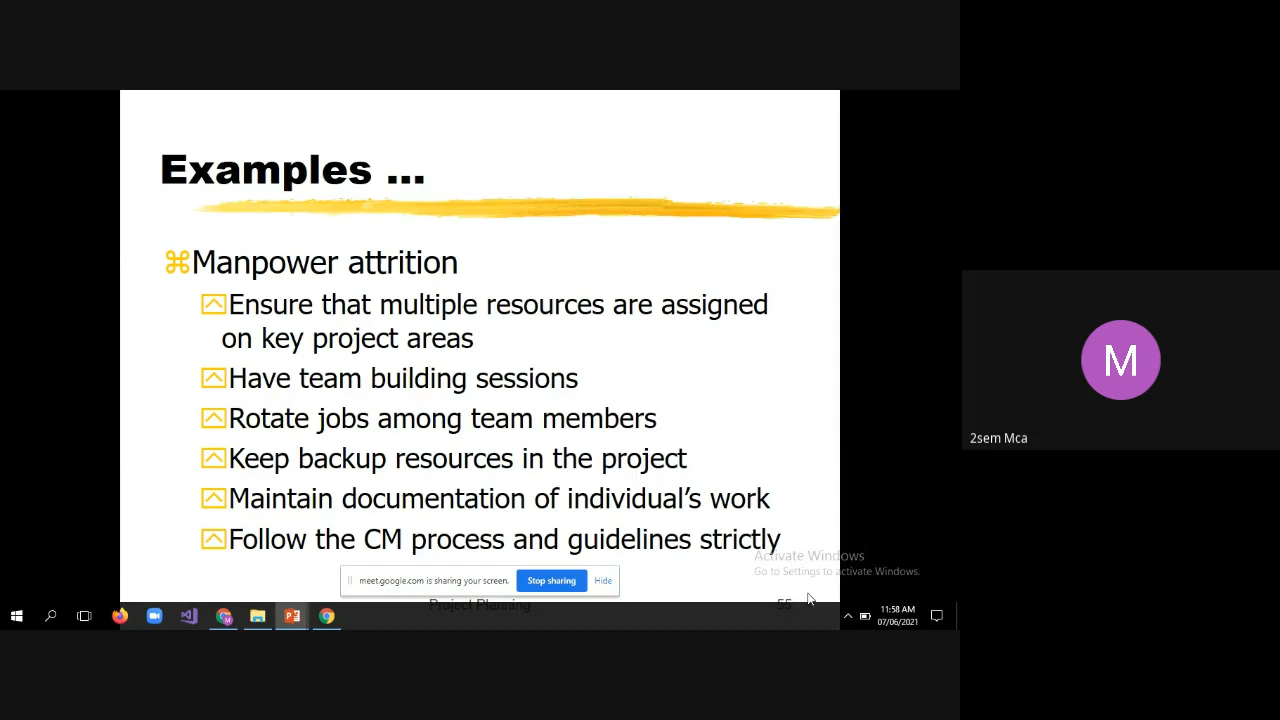 Examples ...
Manpower attrition
Ensure that multiple resources are assigned
on key project areas
Have team building sessions
Rotate jobs among team members
Keep backup resources in the project
Maintain documentation of individual's work
Follow the CM process and guidelines strictly
Activate Windows
Go to Settings to activate Windows.
meet.google.com is sharing your screen.
Stop sharing
Hide
Project Planning
55
11:58 AM
07/06/2021
M
2sem Mca